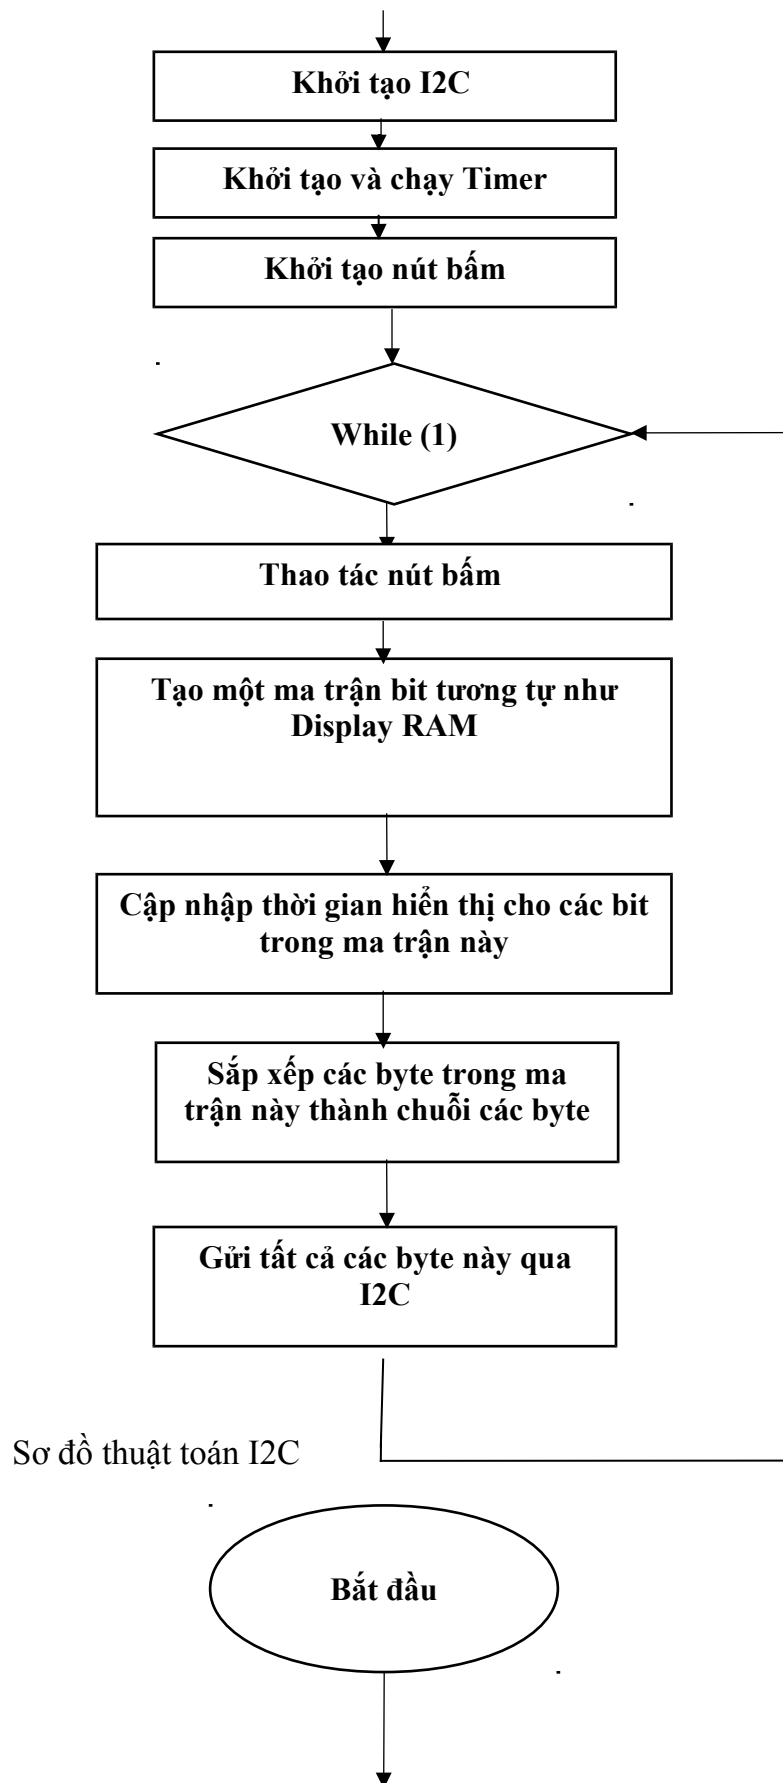 Khởi tạo I2C
Khởi tạo và chạy Timer
Khởi tạo nút bấm
While (1)
Thao tác nút bấm
Tạo một ma trận bit tương tự như
Display RAM
Cập nhập thời gian hiển thị cho các bit
trong ma trận này
Sắp xếp các byte trong ma
trận này thành chuỗi các byte
Gửi tất cả các byte này qua
I2C
Sơ đồ thuật toán I2C
Bắt đầu